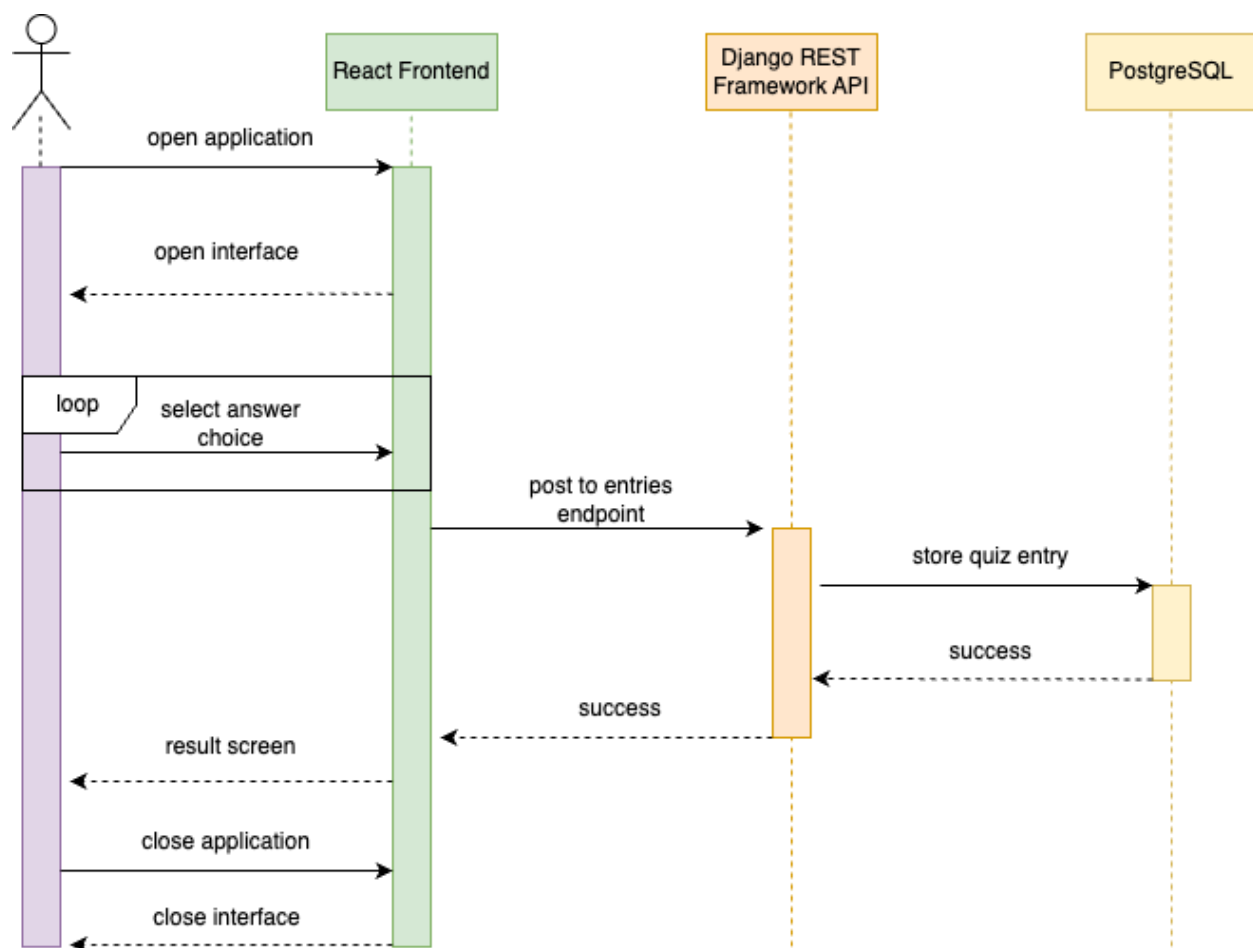 React Frontend
Django REST
Framework API
PostgreSQL
open application
open interface
loop
select answer
choice
post to entries
endpoint
store quiz entry
success
success
result screen
close application
close interface